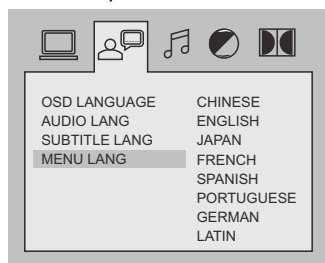 OSD LANGUAGE CHINESE
AUDIO LANG ENGLISH
SUBTITLE LANG JAPAN
MENU LANG FRENCH
SPANISH
PORTUGUESE
GERMAN
LATIN